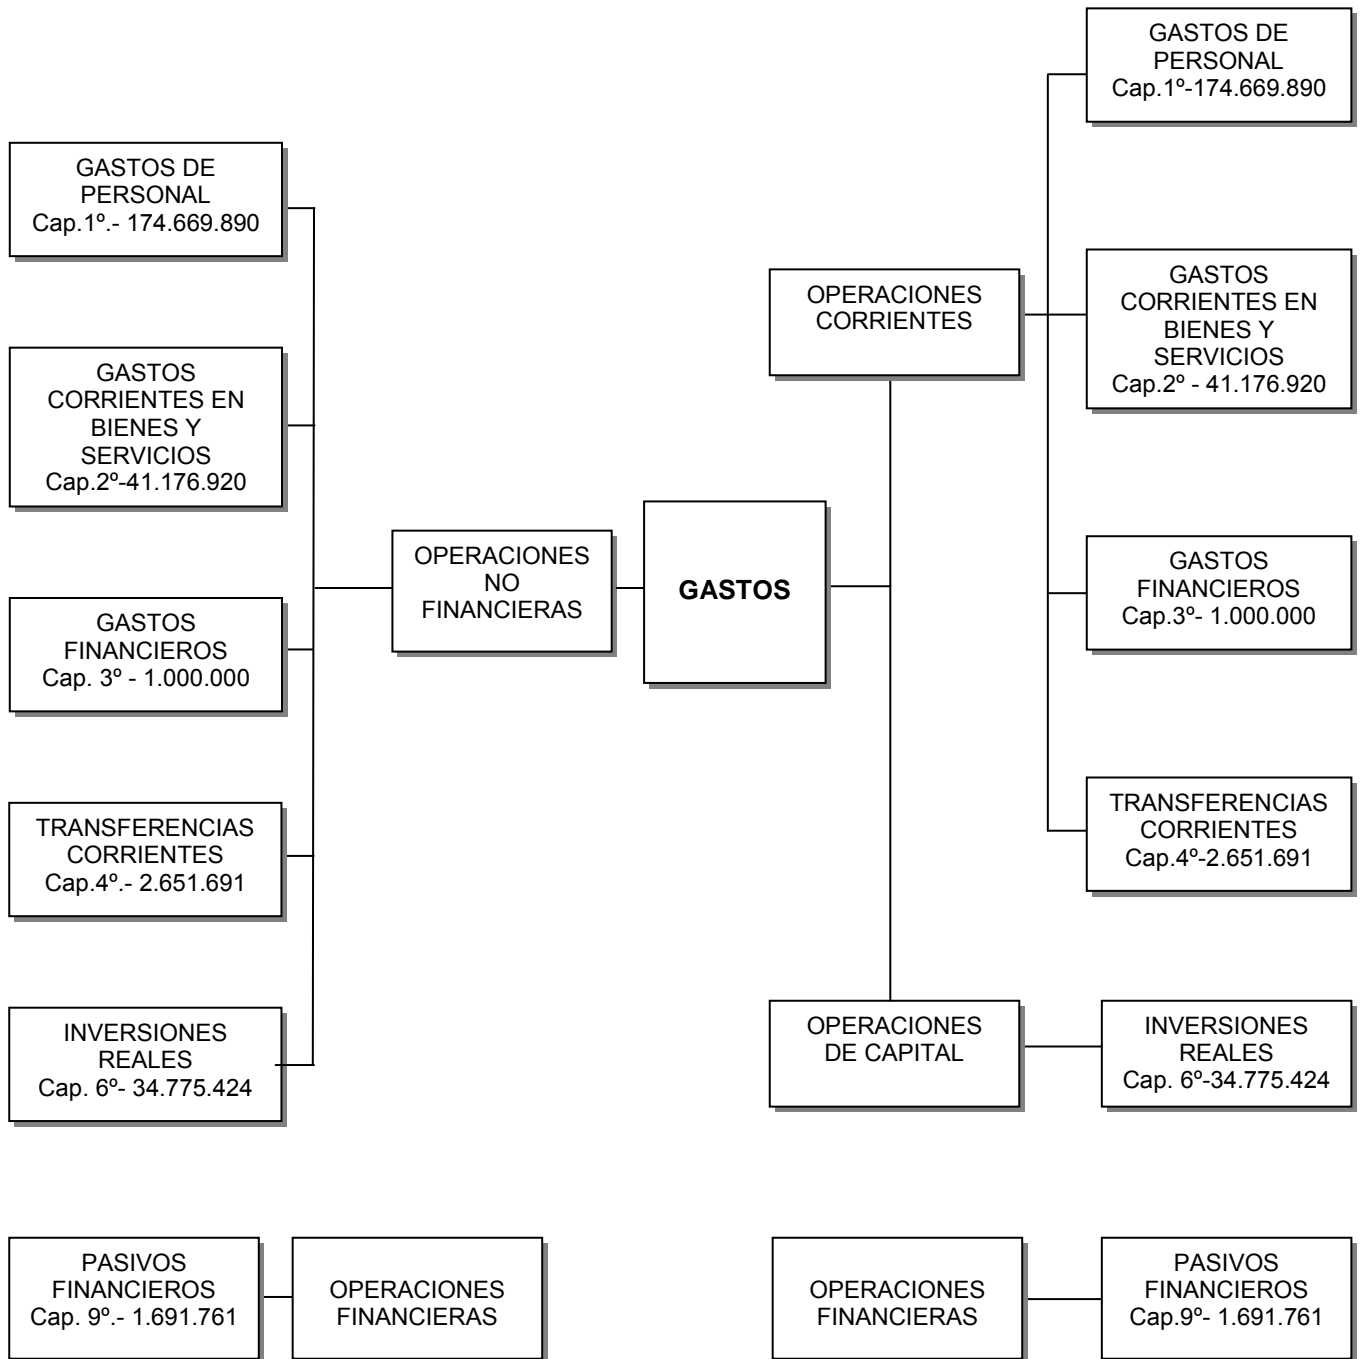 GASTOS DE
PERSONAL
Cap.1º-174.669.890
GASTOS DE
PERSONAL
Cap.1º.- 174.669.890
OPERACIONES
CORRIENTES
GASTOS
CORRIENTES EN
BIENES Y
SERVICIOS
Cap.2º - 41.176.920
GASTOS
CORRIENTES EN
BIENES Y
SERVICIOS
Cap.2º-41.176.920
OPERACIONES
NO
FINANCIERAS
GASTOS
GASTOS
FINANCIEROS
Cap.3º- 1.000.000
GASTOS
FINANCIEROS
Cap. 3º - 1.000.000
TRANSFERENCIAS
CORRIENTES
Cap.4º-2.651.691
TRANSFERENCIAS
CORRIENTES
Cap.4º.- 2.651.691
INVERSIONES
REALES
Cap. 6º- 34.775.424
OPERACIONES
DE CAPITAL
INVERSIONES
REALES
Cap. 6º-34.775.424
PASIVOS
FINANCIEROS
Cap. 9º.- 1.691.761
OPERACIONES
FINANCIERAS
OPERACIONES
FINANCIERAS
PASIVOS
FINANCIEROS
Cap.9º- 1.691.761